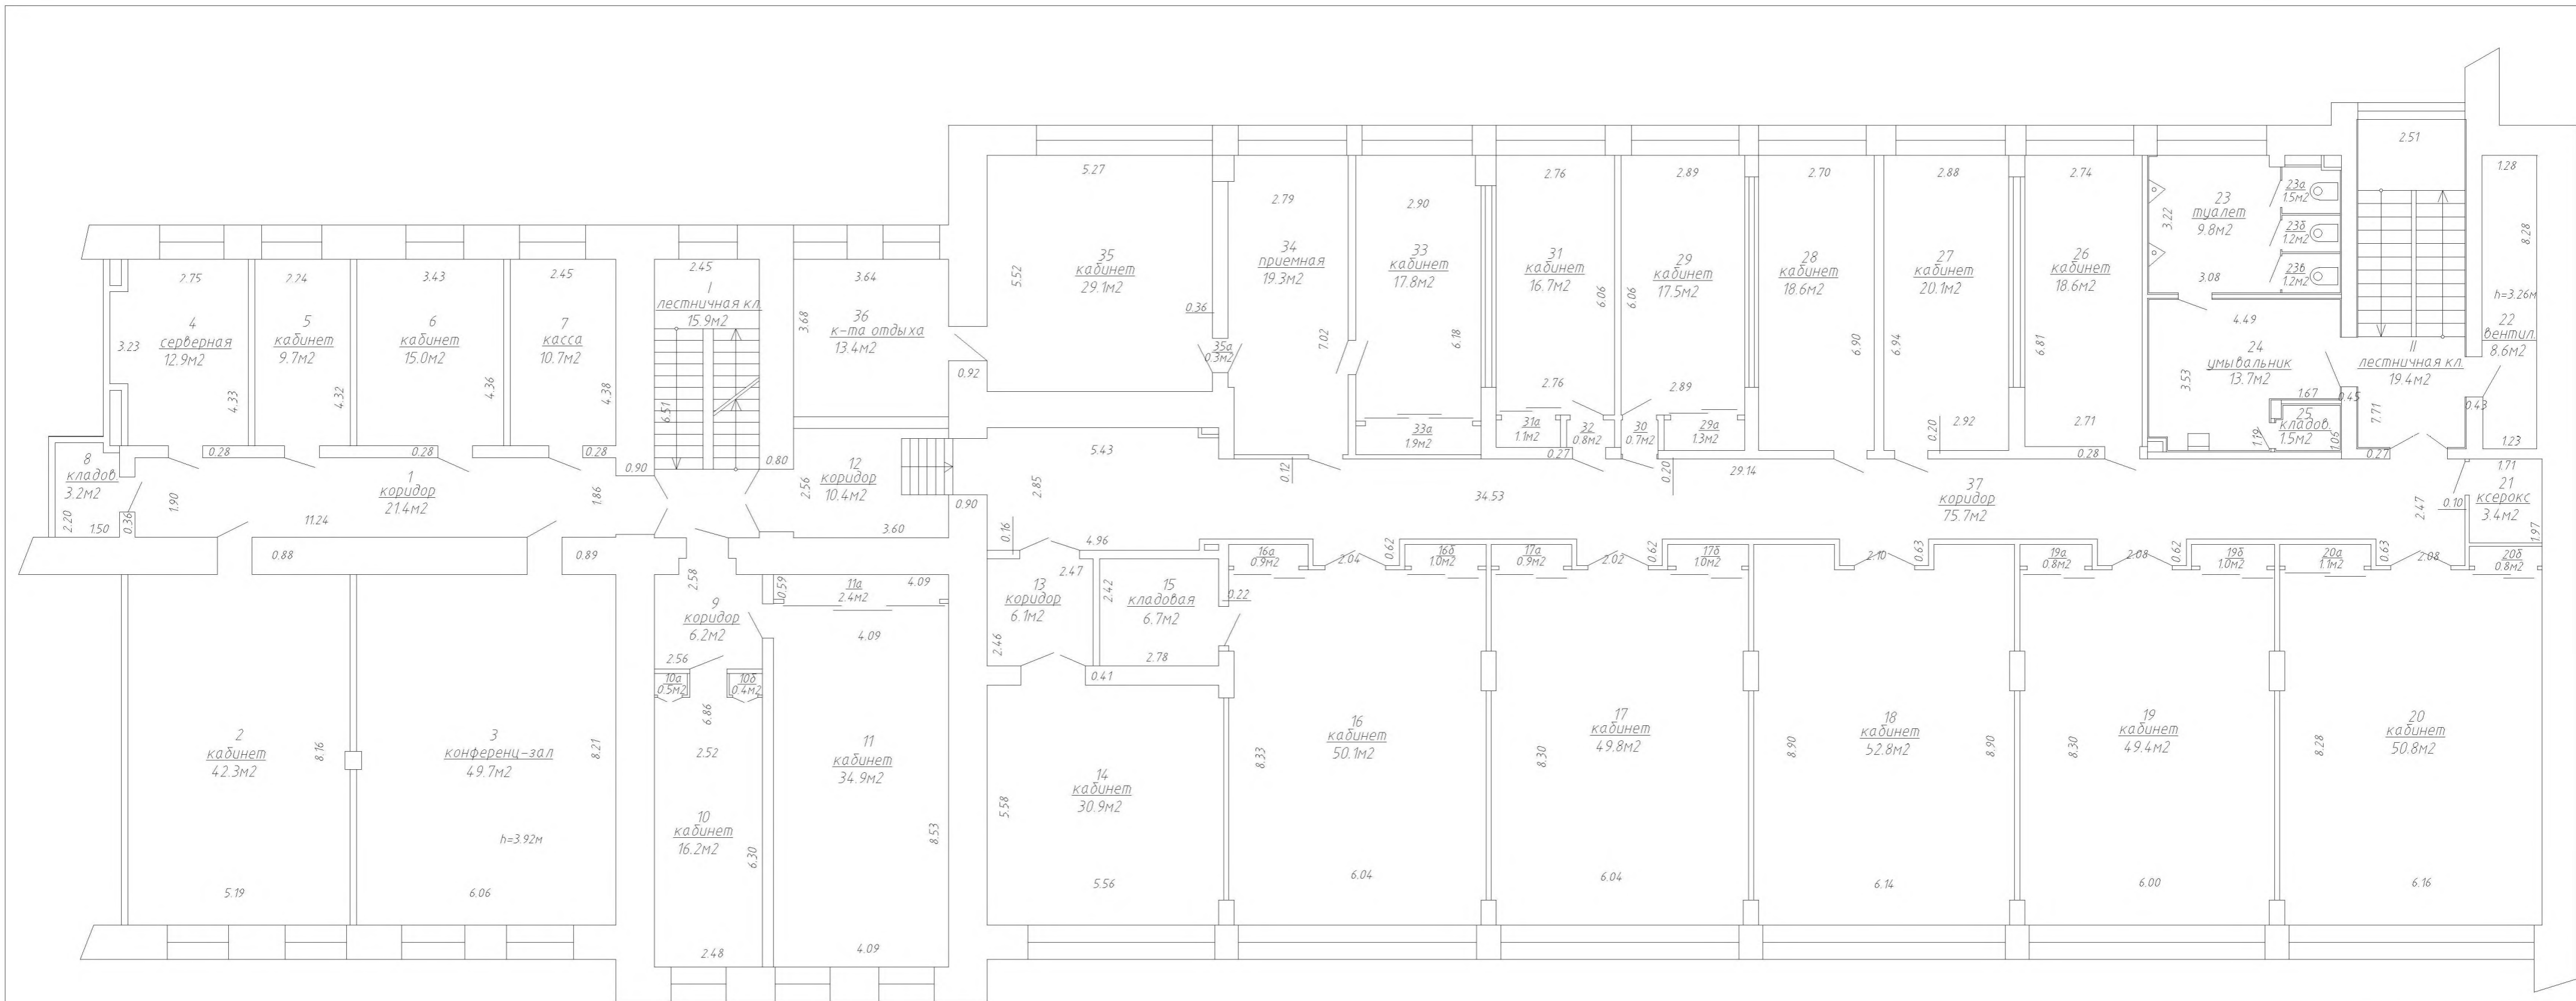 2.51
1.28
5.27
2.76
2.89
2.70
2.88
2.74
2.79
2.90
3.22
23
туалет
9.8м2
23а
1.5м2
23б
1.2м2
23в
1.2м2
3.08
8.28
h=3.26м
22
вентил.
8.6м2
2.75
2.24
3.43
2.45
2.45
I
лестничная кл.
15.9м2
6.51
3.64
3.68
36
к-та отдыха
13.4м2
0.92
5.52
35
кабинет
29.1м2
0.36
35а
0.3м2
34
приемная
19.3м2
7.02
33
кабинет
17.8м2
6.18
31
кабинет
16.7м2
6.06
2.76
6.06
29
кабинет
17.5м2
2.89
28
кабинет
18.6м2
6.90
27
кабинет
20.1м2
6.94
2.92
0.20
26
кабинет
18.6м2
6.81
2.71
4.49
24
умывальник
13.7м2
3.53
1.67
0.45
25
кладов.
1.5м2
1.19
1.06
II
лестничная кл.
19.4м2
7.71
0.43
1.23
0.27
3.23
4
серверная
12.9м2
4.33
5
кабинет
9.7м2
4.32
6
кабинет
15.0м2
4.36
7
касса
10.7м2
4.38
0.28
0.28
0.28
0.90
0.80
33а
1.9м2
31а
1.1м2
32
0.8м2
30
0.7м2
29а
1.3м2
0.27
0.20
0.28
8
кладов.
3.2м2
2.20
1.50
0.36
1.90
1
коридор
21.4м2
11.24
1.86
2.56
12
коридор
10.4м2
3.60
0.90
5.43
2.85
0.16
4.96
0.12
34.53
29.14
37
коридор
75.7м2
2.47
0.10
1.71
21
ксерокс
3.4м2
1.97
0.88
0.89
2.58
9
коридор
6.2м2
2.56
0.59
11а
2.4м2
4.09
4.09
2.47
13
коридор
6.1м2
2.46
2.42
15
кладовая
6.7м2
2.78
0.22
0.41
16а
0.9м2
2.04
0.62
16б
1.0м2
17а
0.9м2
2.02
0.62
17б
1.0м2
2.10
0.63
19а
0.8м2
2.08
0.62
19б
1.0м2
20а
1.1м2
0.63
2.08
20б
0.8м2
10а
0.5м2
10б
0.4м2
6.86
2.52
2
кабинет
42.3м2
8.16
5.19
3
конференц-зал
49.7м2
8.21
h=3.92м
6.06
10
кабинет
16.2м2
6.30
2.48
11
кабинет
34.9м2
8.53
4.09
14
кабинет
30.9м2
5.58
5.56
16
кабинет
50.1м2
8.33
6.04
17
кабинет
49.8м2
8.30
6.04
18
кабинет
52.8м2
8.90
8.90
6.14
19
кабинет
49.4м2
8.30
6.00
20
кабинет
50.8м2
8.28
6.16